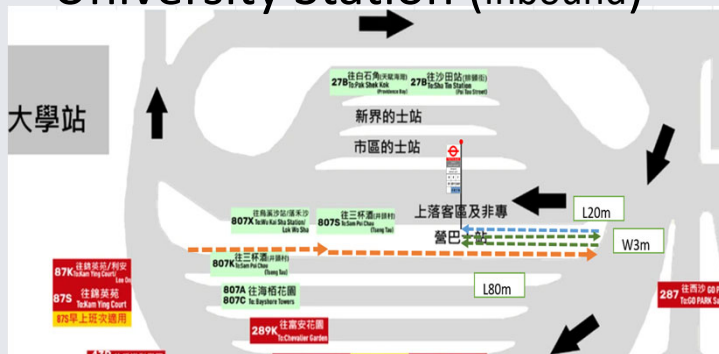 University Station (Inbound)
大學站
27B 往白石角(天賦海灣)
To:Pak Shek Kok
(Providence Bay)
27B 往沙田站(排頭街)
To:Sha Tin Station
(Pai Tau Street)
新界的士站
市區的士站
上落客區及非專
營巴士站
L20m
W3m
L80m
807X 往烏溪沙站/落禾沙
To:Wu Kai Sha Station/
Lok Wo Sha
807S 往三杯酒(井頭村)
To:Sam Pui Chau
(Tseng Tau)
807K 往三杯酒(井頭村)
To:Sam Pui Chau
(Tseng Tau)
807A 往海栢花園
807C To: Bayshore Towers
87K 往錦英苑/利安
To:Kam Ying Court/
87S 往錦英苑
To:Kam Ying Court
87S早上班次適用
289K 往富安花園
To:Chevalier Garden
287 往西沙 GO P
To:GO PARK Sa